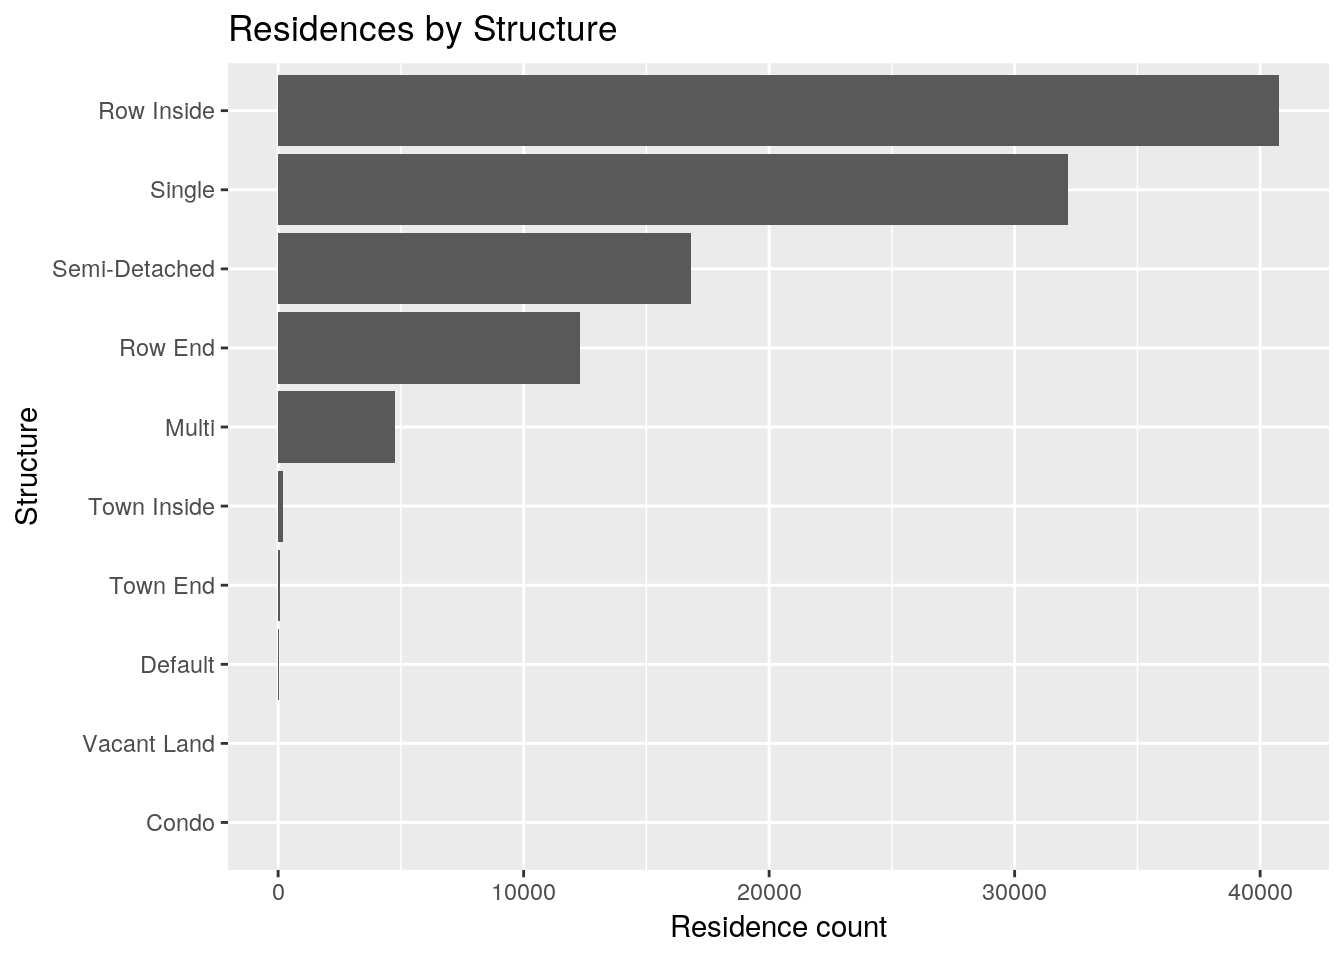 Residences by Structure
Row Inside
Single
Semi-Detached
Row End
Multi
Town Inside
Town End
Default
Vacant Land
Condo
Structure
0 10000 20000 30000 40000
Residence count